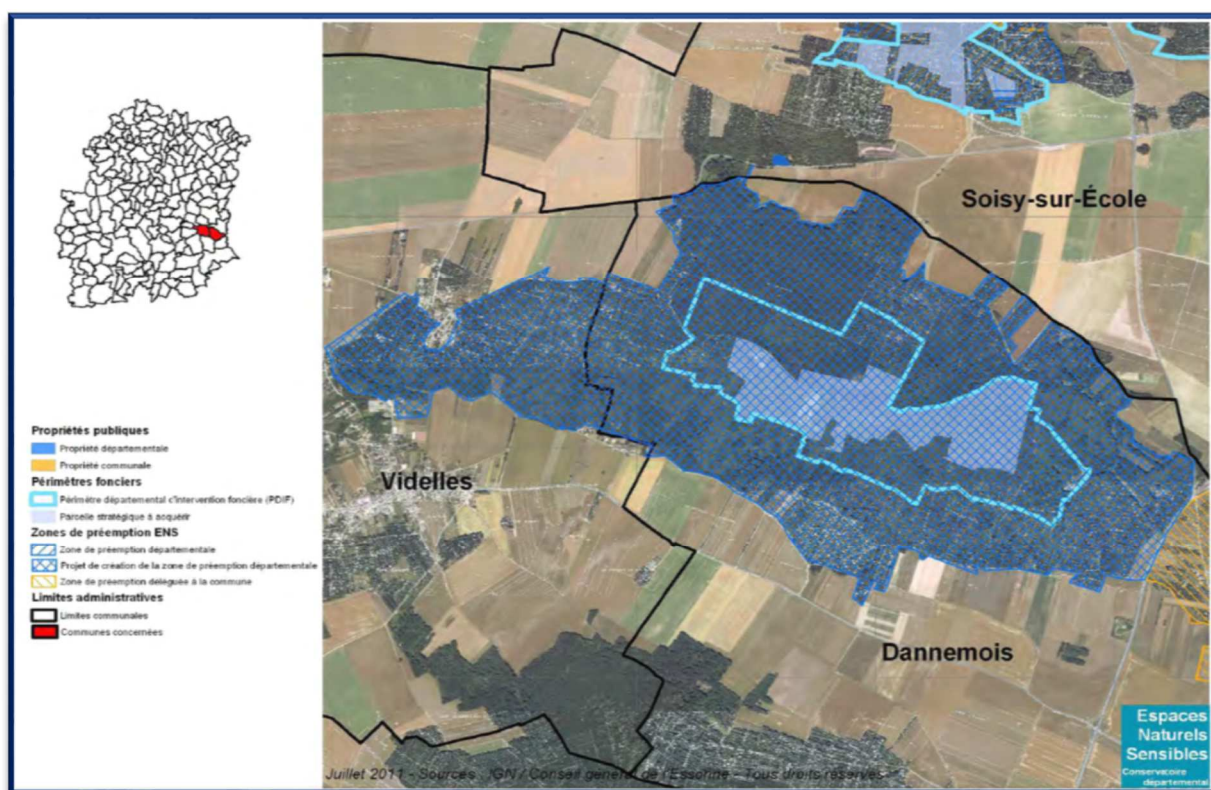 Soisy-sur-École
Videlles
Dannemois
Propriétés publiques
Propriété départementale
Propriété communale
Périmètres fonciers
Périmètre départemental d'intervention foncière (PDIF)
Parcelle stratégique à acquérir
Zones de préemption ENS
Zone de préemption départementale
Projet de création de la zone de préemption départementale
Zone de préemption déléguée à la commune
Limites administratives
Limites communales
Communes concernées
Juillet 2011 - Sources : IGN / Conseil général de l'Essonne - Tous droits réservés
Espaces
Naturels
Sensibles
Conservatoire
départemental